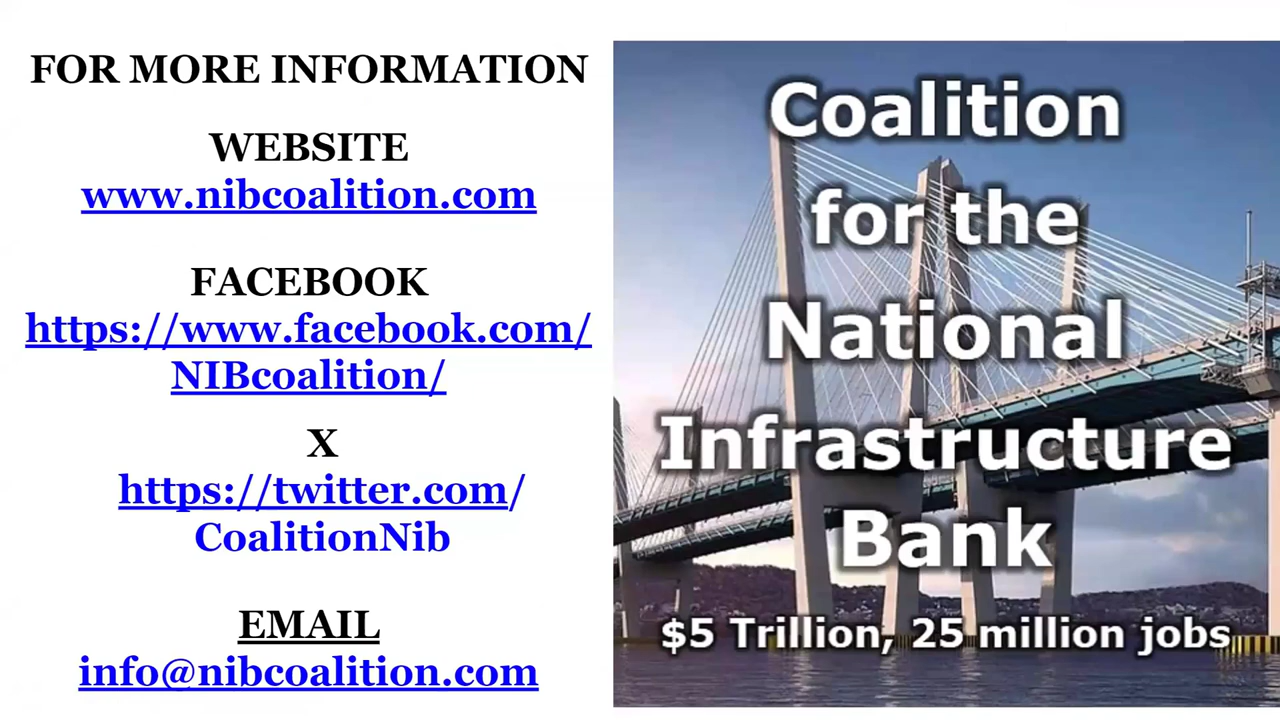 FOR MORE INFORMATION
WEBSITE
www.nibcoalition.com
FACEBOOK
https://www.facebook.com/
NIBcoalition/
X
https://twitter.com/
CoalitionNib
EMAIL
info@nibcoalition.com
Coalition
for the
National
Infrastructure
Bank
$5 Trillion, 25 million jobs